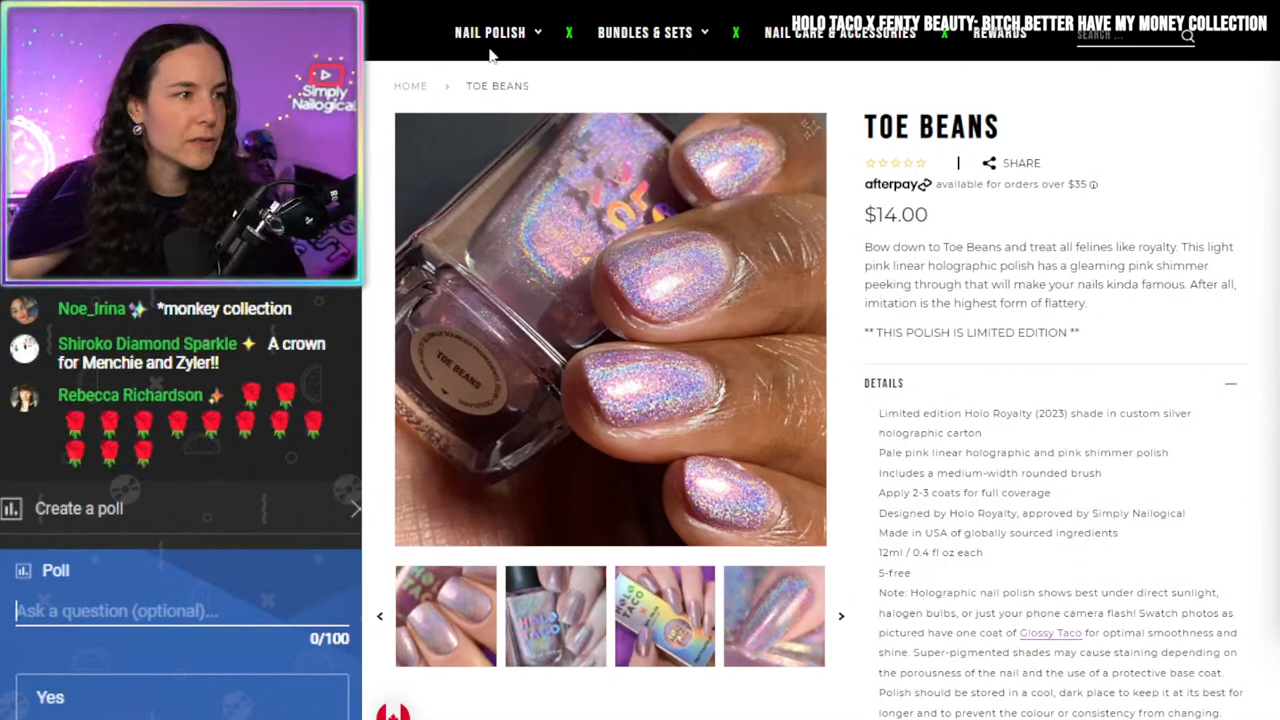 HOLO TACO X FENTY BEAUTY: BITCH BETTER HAVE MY MONEY COLLECTION
NAIL POLISH
X
BUNDLES & SETS
X
NAIL CARE & ACCESSORIES
X
REWARDS
SEARCH ...
Simply
Nailogical
HOME > TOE BEANS
TOE BEANS
SHARE
afterpay available for orders over $35
$14.00
Bow down to Toe Beans and treat all felines like royalty. This light
pink linear holographic polish has a gleaming pink shimmer
peeking through that will make your nails kinda famous. After all,
imitation is the highest form of flattery.
** THIS POLISH IS LIMITED EDITION **
DETAILS
Limited edition Holo Royalty (2023) shade in custom silver
holographic carton
Pale pink linear holographic and pink shimmer polish
Includes a medium-width rounded brush
Apply 2-3 coats for full coverage
Designed by Holo Royalty, approved by Simply Nailogical
Made in USA of globally sourced ingredients
12ml / 0.4 fl oz each
5-free
Note: Holographic nail polish shows best under direct sunlight,
halogen bulbs, or just your phone camera flash! Swatch photos as
pictured have one coat of Glossy Taco for optimal smoothness and
shine. Super-pigmented shades may cause staining depending on
the porousness of the nail and the use of a protective base coat.
Polish should be stored in a cool, dark place to keep it at its best for
longer and to prevent the colour or consistency from changing.
TOE BEANS
HOLO
TACO
Noe_Irina *monkey collection
Shiroko Diamond Sparkle A crown
for Menchie and Zyler!!
Rebecca Richardson
Create a poll
Poll
Ask a question (optional)...
0/100
Yes